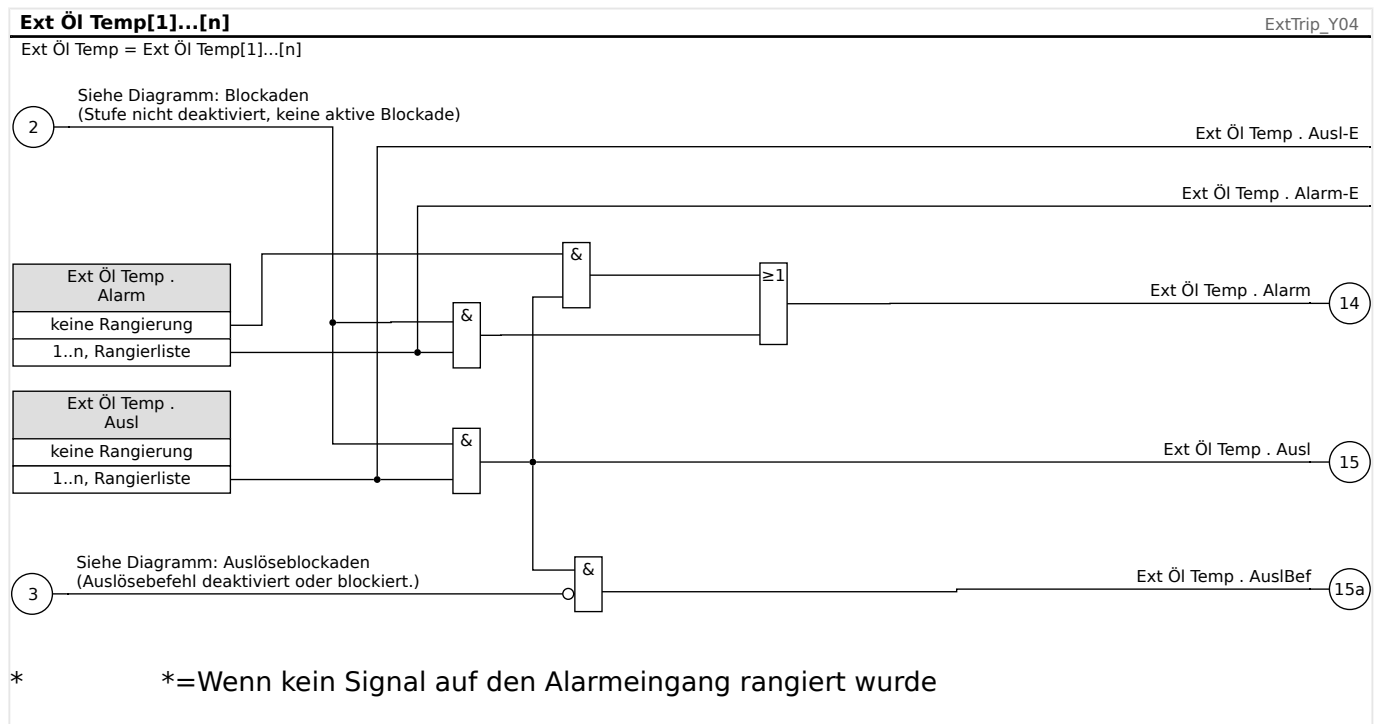 Ext Öl Temp[1]...[n]
ExtTrip_Y04
Ext Öl Temp = Ext Öl Temp[1]...[n]
Siehe Diagramm: Blockaden
(Stufe nicht deaktiviert, keine aktive Blockade)
2
Ext Öl Temp . Ausl-E
Ext Öl Temp . Alarm-E
&
Ext Öl Temp .
Alarm
keine Rangierung
1..n, Rangierliste
≥1
Ext Öl Temp . Alarm
14
&
Ext Öl Temp .
Ausl
keine Rangierung
1..n, Rangierliste
&
Ext Öl Temp . Ausl
15
Siehe Diagramm: Auslöseblockaden
(Auslösebefehl deaktiviert oder blockiert.)
3
&
Ext Öl Temp . AuslBef
15a
* *=Wenn kein Signal auf den Alarmeingang rangiert wurde